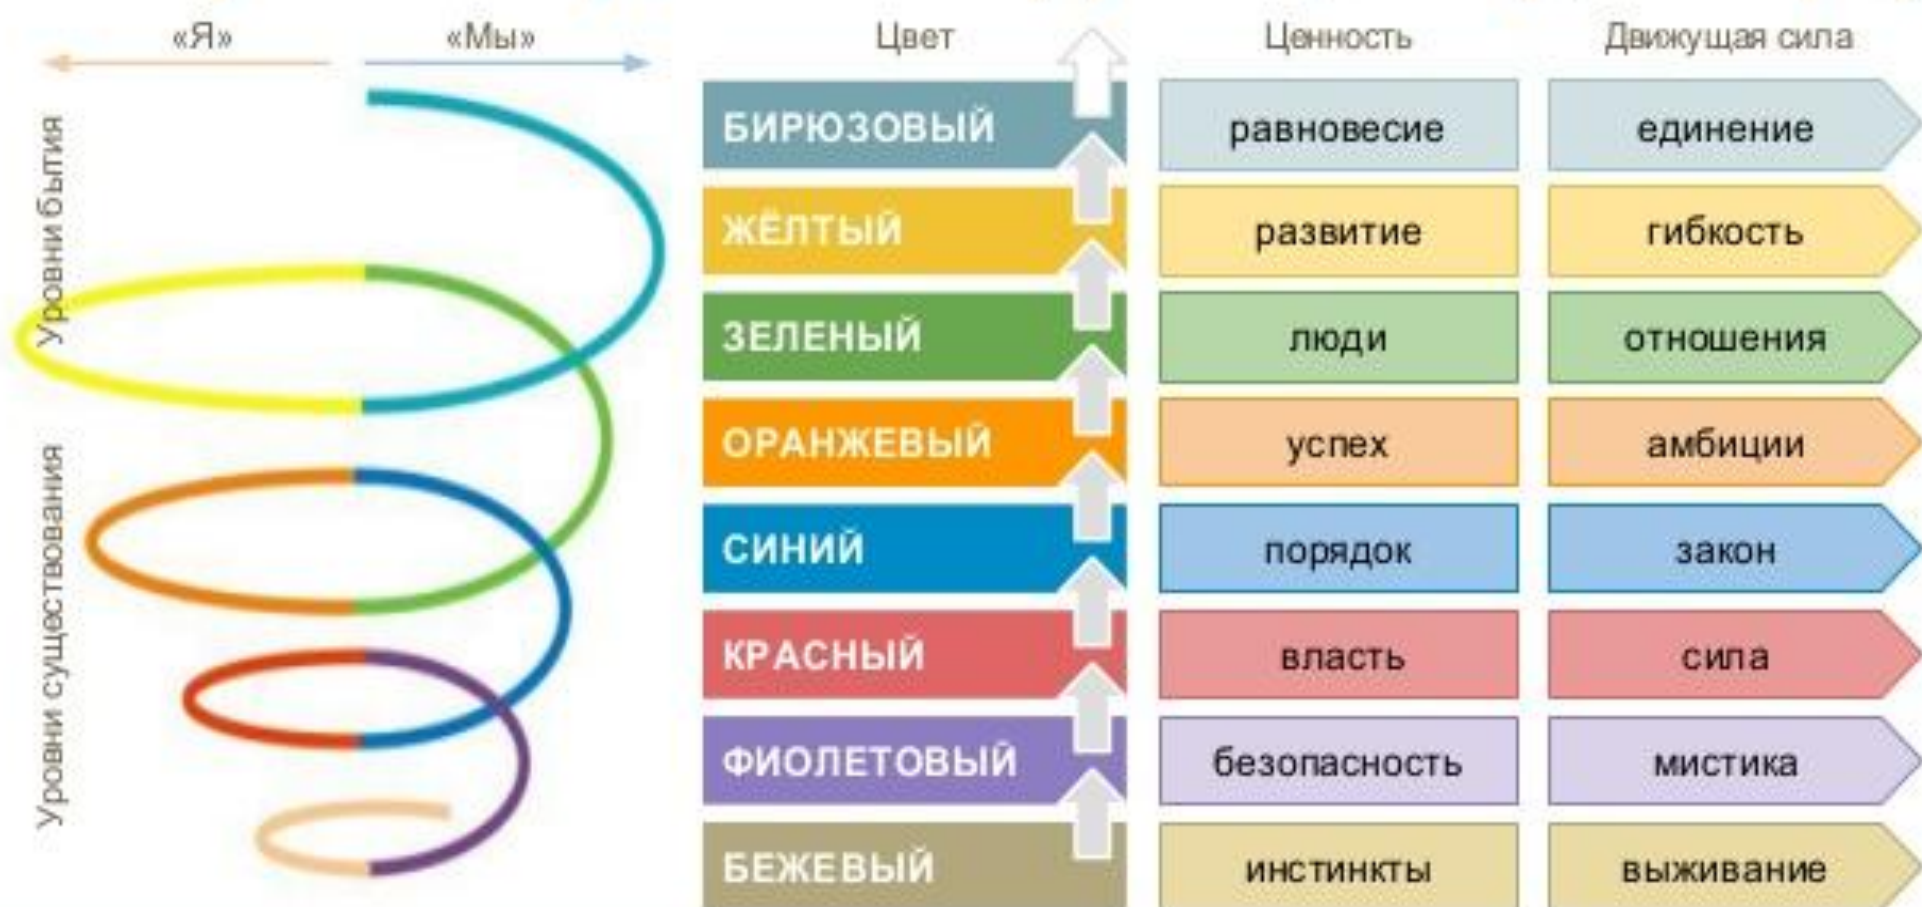 «Я» «Мы» Цвет Ценность Движущая сила
Уровни бытия
Уровни существования
БИРЮЗОВЫЙ равновесие единение
ЖЁЛТЫЙ развитие гибкость
ЗЕЛЕНЫЙ люди отношения
ОРАНЖЕВЫЙ успех амбиции
СИНИЙ порядок закон
КРАСНЫЙ власть сила
ФИОЛЕТОВЫЙ безопасность мистика
БЕЖЕВЫЙ инстинкты выживание